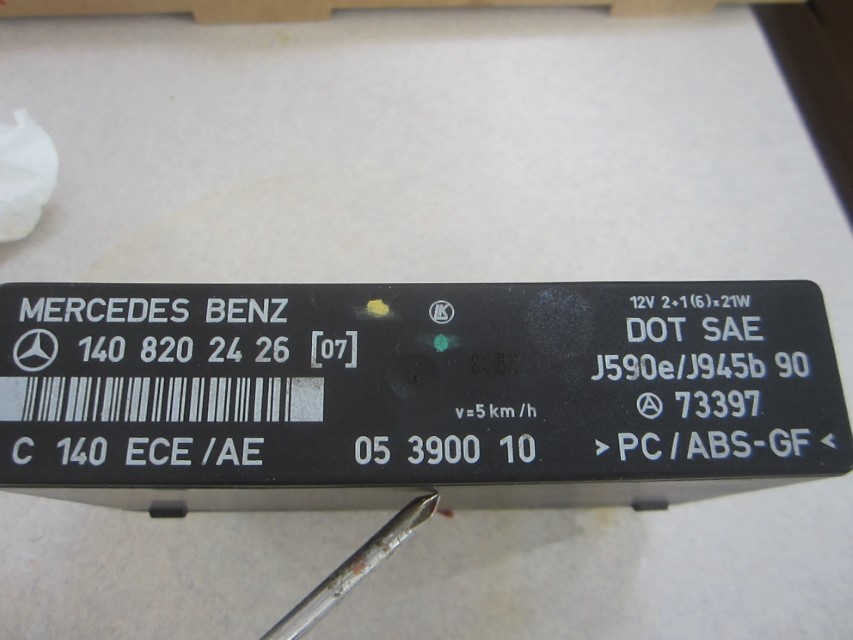 MERCEDES BENZ
140 820 24 26 [07]
C 140 ECE/AE
LK
v=5km/h
05 3900 10
12V 2+1(6)x21W
DOT SAE
J590e/J945b 90
A 73397
>PC/ABS-GF<